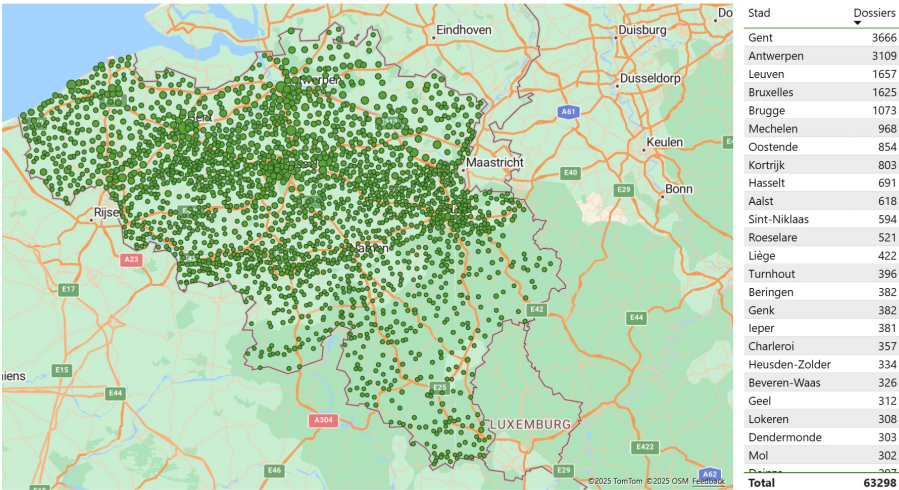 Eindhoven
Duisburg
Do
Dusseldorp
A61
Maastricht
Keulen
E40
E29
Bonn
Rijse
A23
E17
E42
E44
E15
iens
E44
E25
A304
LUXEMBURG
E422
E46
E29
A62
©2025 TomTom ©2025 OSM Feedback
Stad Dossiers
Gent 3666
Antwerpen 3109
Leuven 1657
Bruxelles 1625
Brugge 1073
Mechelen 968
Oostende 854
Kortrijk 803
Hasselt 691
Aalst 618
Sint-Niklaas 594
Roeselare 521
Liège 422
Turnhout 396
Beringen 382
Genk 382
Ieper 381
Charleroi 357
Heusden-Zolder 334
Beveren-Waas 326
Geel 312
Lokeren 308
Dendermonde 303
Mol 302
Total 63298